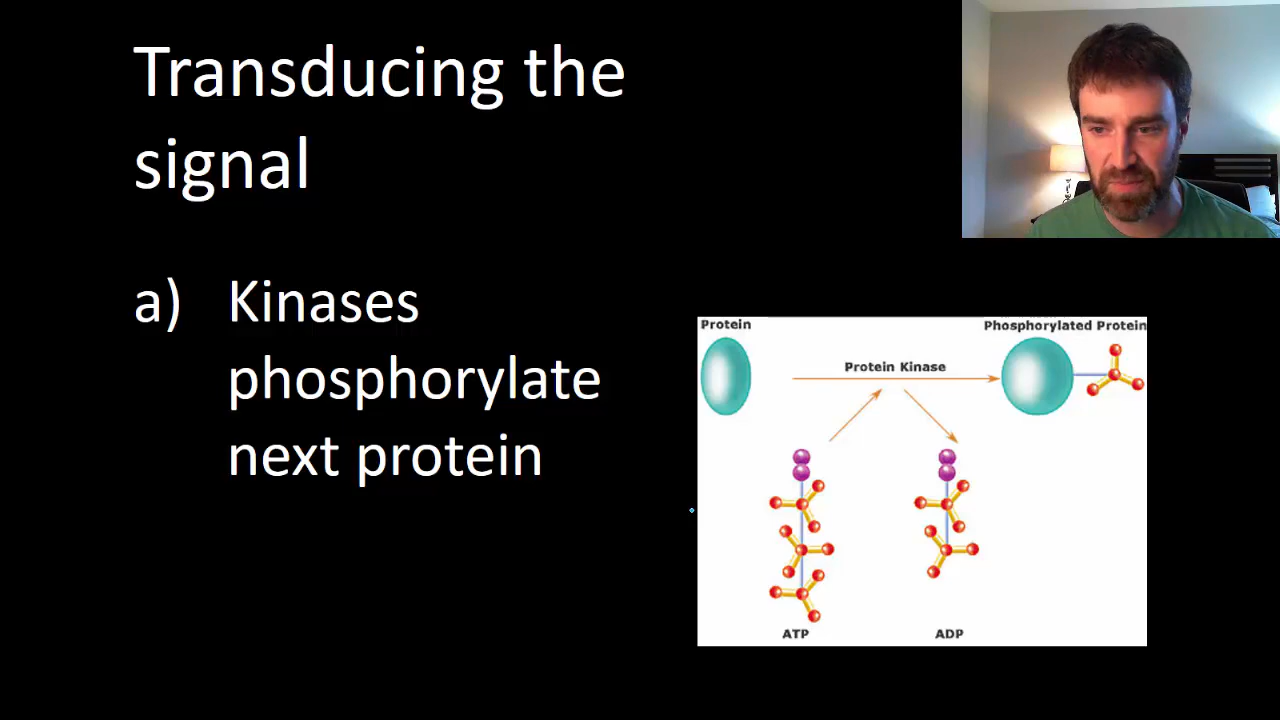 Transducing the
signal
a) Kinases
phosphorylate
next protein
Protein
Phosphorylated Protein
Protein Kinase
ATP
ADP